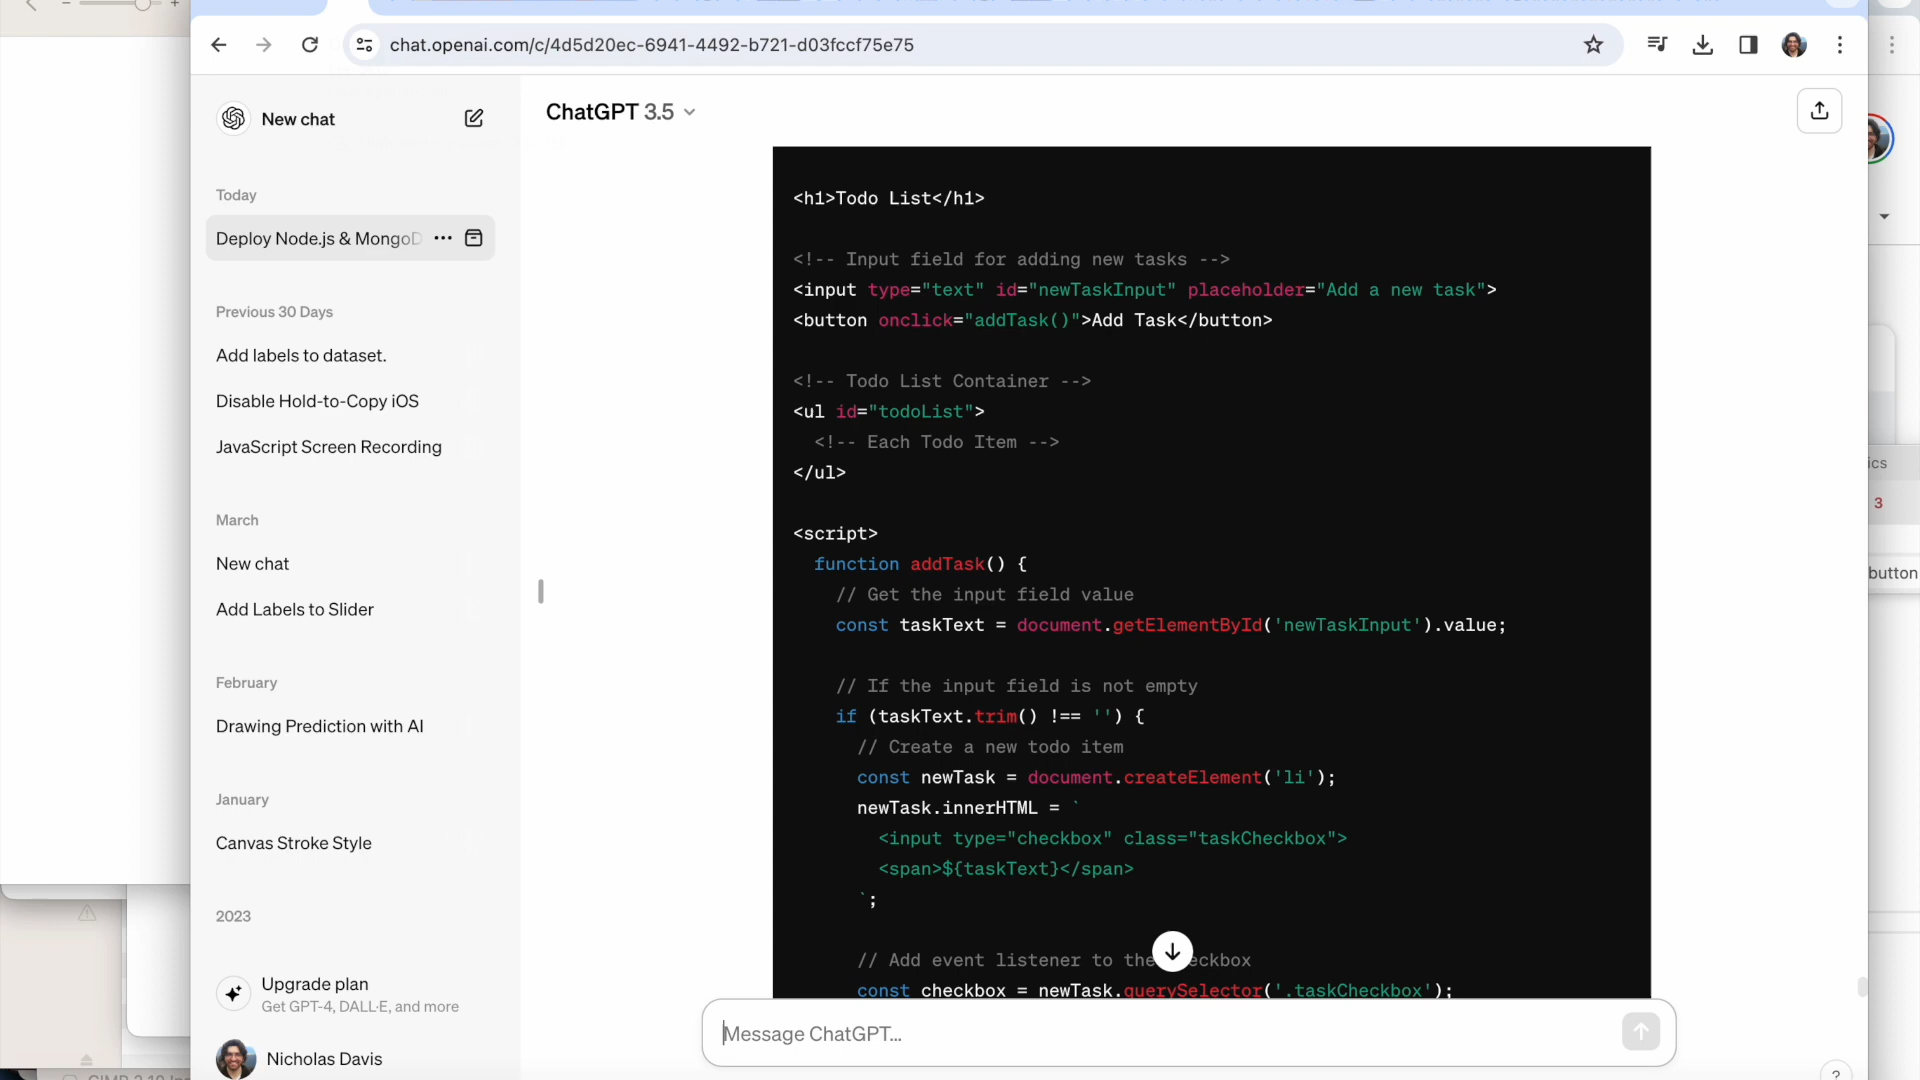 chat.openai.com/c/4d5d20ec-6941-4492-b721-d03fccf75e75
New chat
ChatGPT 3.5
Today
Deploy Node.js & MongoD
Previous 30 Days
Add labels to dataset.
Disable Hold-to-Copy iOS
JavaScript Screen Recording
March
New chat
Add Labels to Slider
February
Drawing Prediction with AI
January
Canvas Stroke Style
2023
Upgrade plan
Get GPT-4, DALL·E, and more
Nicholas Davis
<h1>Todo List</h1>
<!-- Input field for adding new tasks -->
<input type="text" id="newTaskInput" placeholder="Add a new task">
<button onclick="addTask()">Add Task</button>
<!-- Todo List Container -->
<ul id="todoList">
<!-- Each Todo Item -->
</ul>
<script>
function addTask() {
// Get the input field value
const taskText = document.getElementById('newTaskInput').value;
// If the input field is not empty
if (taskText.trim() !== '') {
// Create a new todo item
const newTask = document.createElement('li');
newTask.innerHTML = `
<input type="checkbox" class="taskCheckbox">
<span>${taskText}</span>
`;
// Add event listener to the eckbox
const checkbox = newTask.querySelector('.taskCheckbox');
Message ChatGPT...
?
ics
3
button